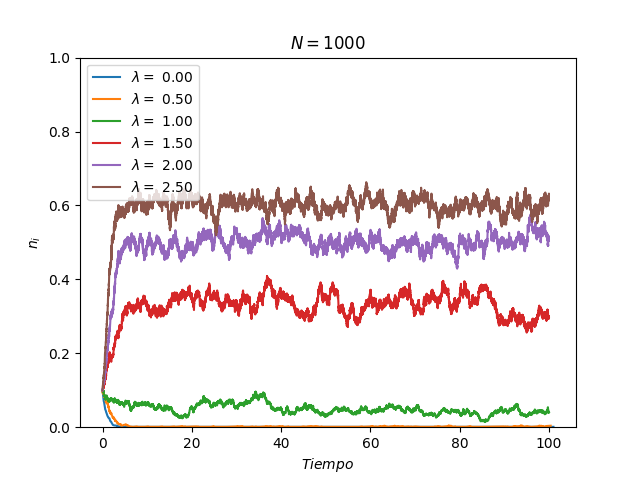 N = 1000
1.0
0.8
0.6
0.4
0.2
0.0
n_i
λ = 0.00
λ = 0.50
λ = 1.00
λ = 1.50
λ = 2.00
λ = 2.50
0 20 40 60 80 100
Tiempo